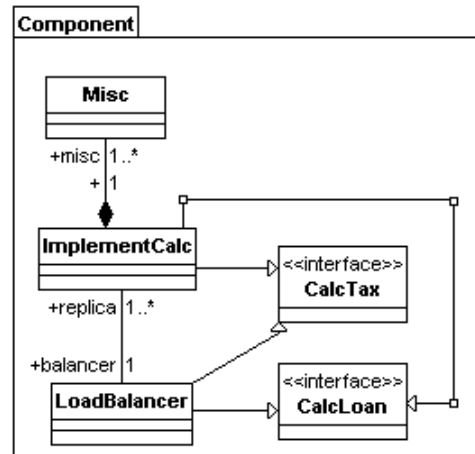 Component
Misc
+misc 1..*
+ 1
ImplementCalc
<<interface>>
CalcTax
+replica 1..*
+balancer 1
LoadBalancer
<<interface>>
CalcLoan